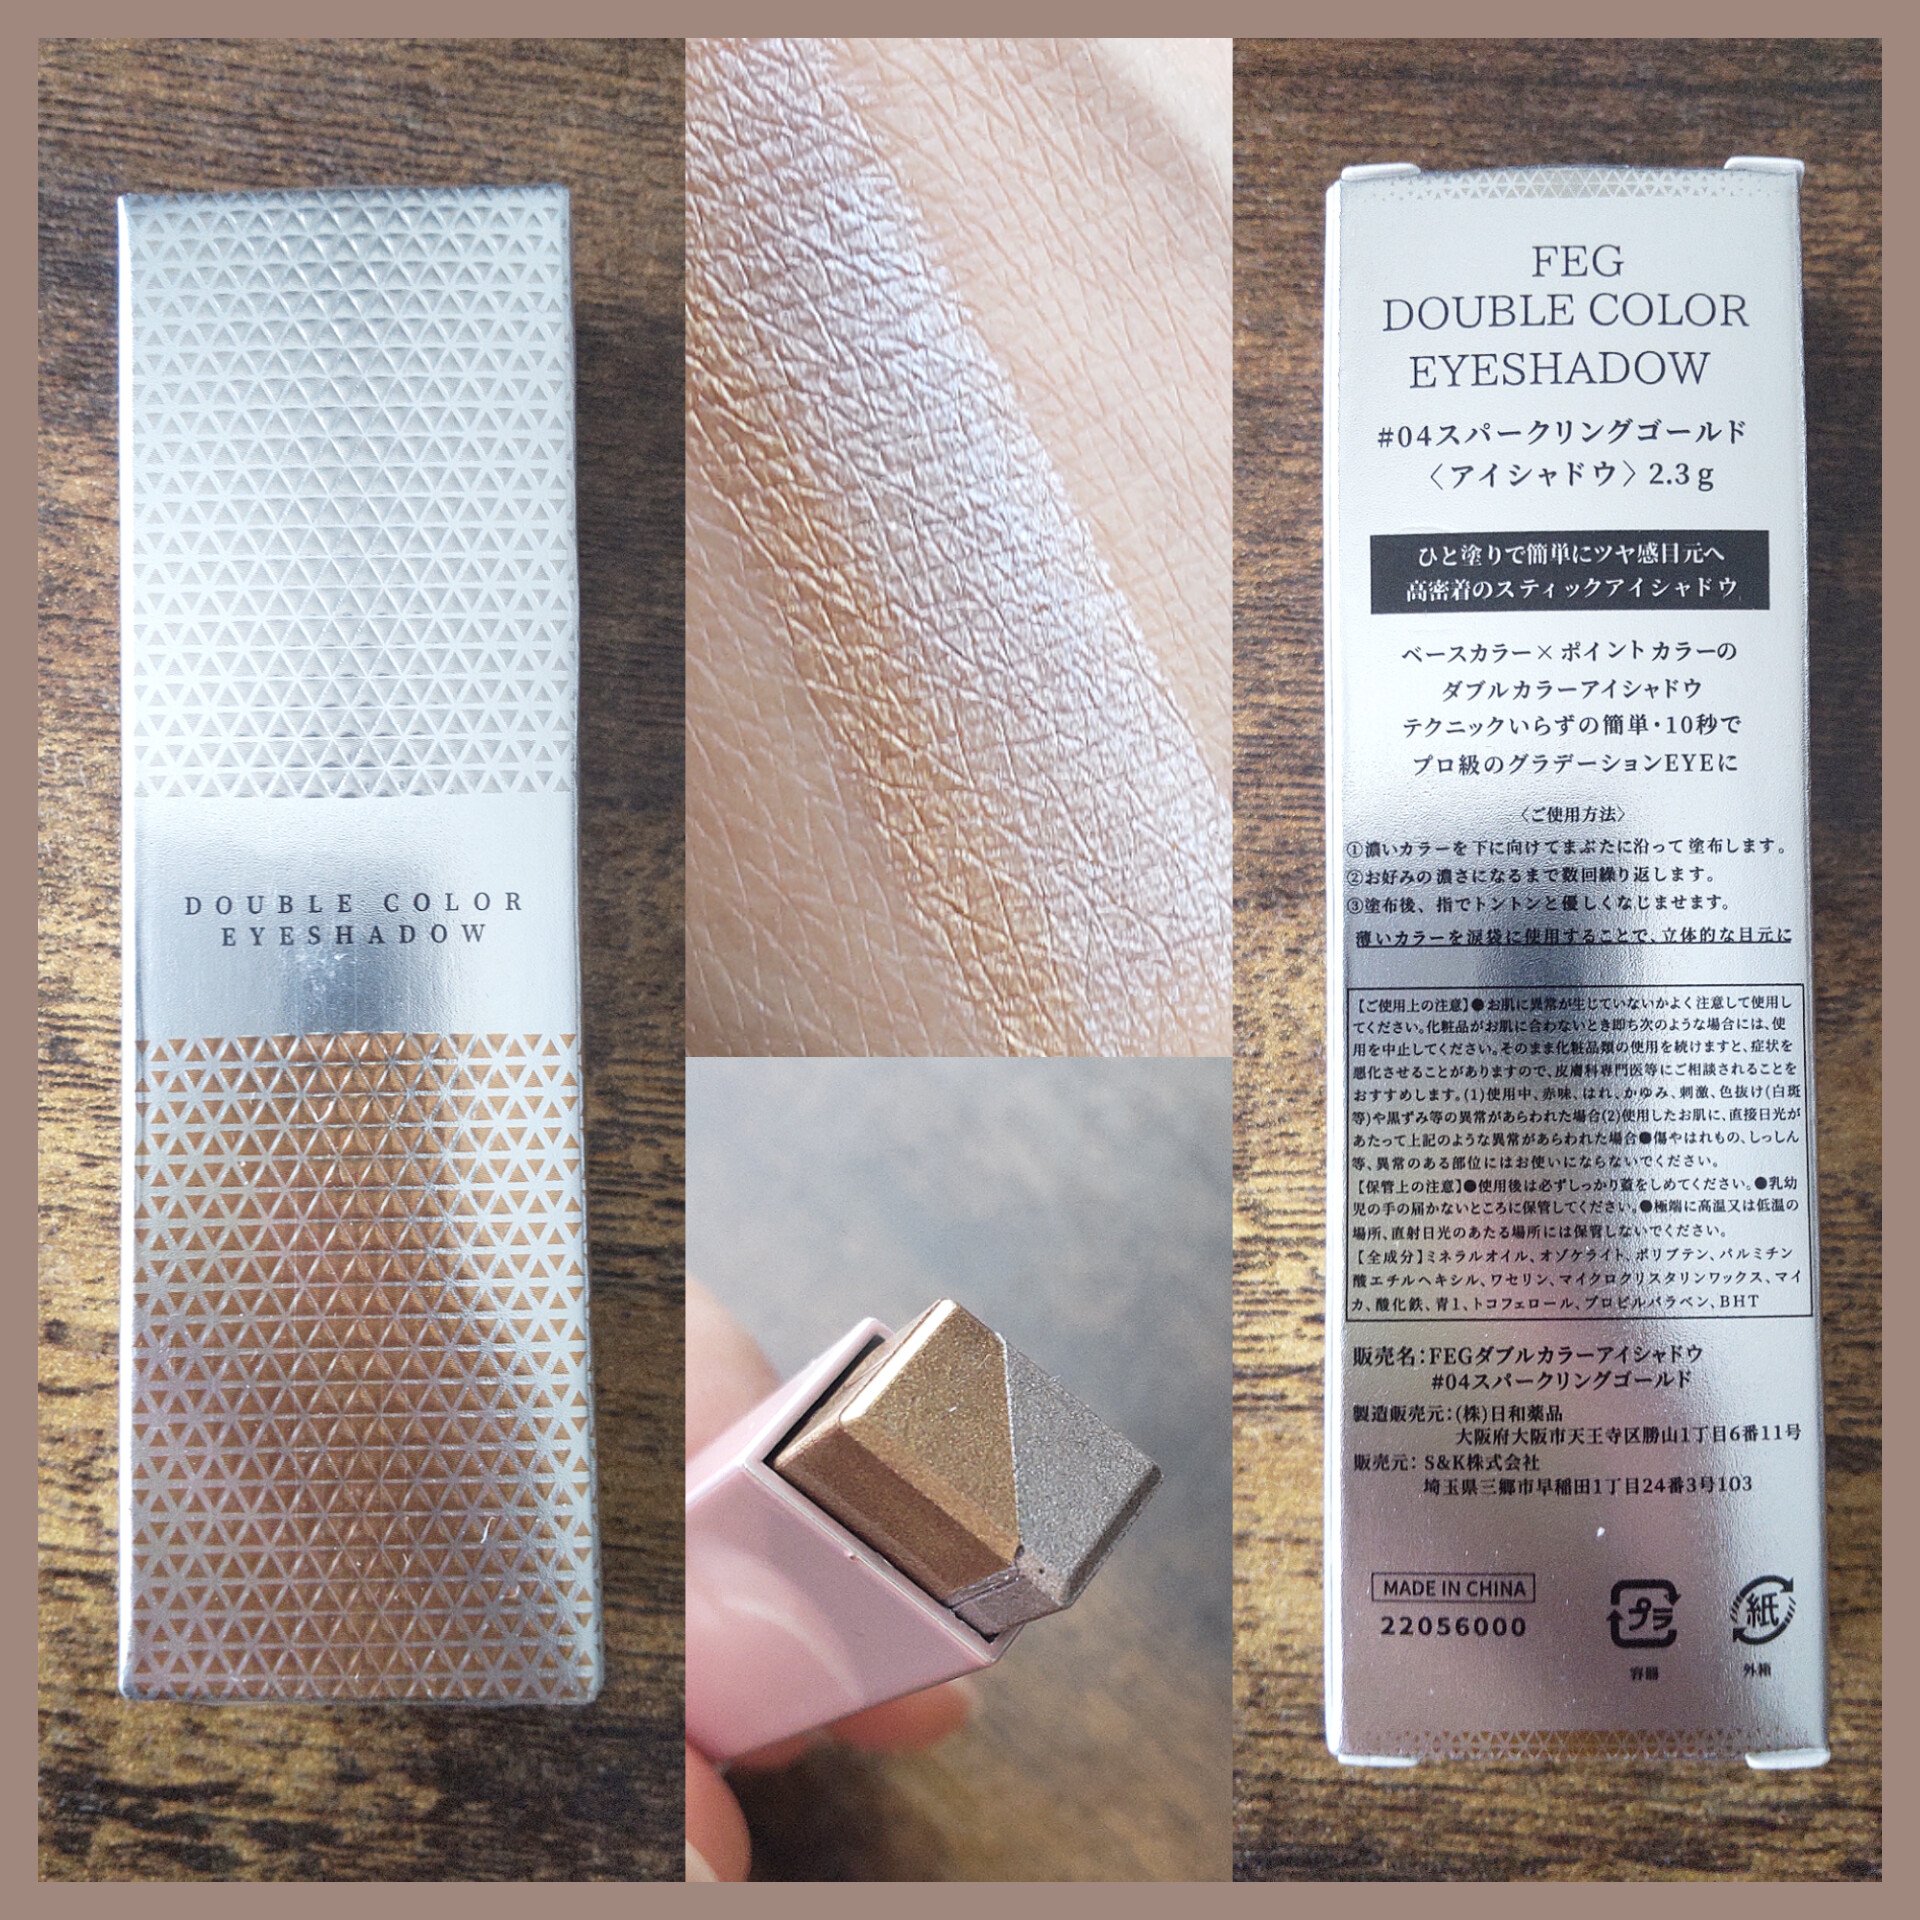 DOUBLE COLOR
EYESHADOW
FEG
DOUBLE COLOR
EYESHADOW
#04スパークリングゴールド
〈アイシャドウ〉2.3g
ひと塗りで簡単にツヤ感目元へ
高密着のスティックアイシャドウ
ベースカラー×ポイントカラーの
ダブルカラーアイシャドウ
テクニックいらずの簡単・10秒で
プロ級のグラデーションEYEに
〈ご使用方法〉
①濃いカラーを下に向けてまぶたに沿って塗布します。
②お好みの濃さになるまで数回繰り返します。
③塗布後、指でトントンと優しくなじませます。
薄いカラーを涙袋に使用することで、立体的な目元に
【ご使用上の注意】●お肌に異常が生じていないかよく注意して使用し
てください。化粧品がお肌に合わないとき即ち次のような場合には、使
用を中止してください。そのまま化粧品類の使用を続けますと、症状を
悪化させることがありますので、皮膚科専門医等にご相談されることを
おすすめします。(1)使用中、赤味、はれ、かゆみ、刺激、色抜け(白斑
等)や黒ずみ等の異常があらわれた場合(2)使用したお肌に、直接日光が
あたって上記のような異常があらわれた場合●傷やはれもの、しっしん
等、異常のある部位にはお使いにならないでください。
【保管上の注意】●使用後は必ずしっかり蓋をしめてください。●乳幼
児の手の届かないところに保管してください。●極端に高温又は低温の
場所、直射日光のあたる場所には保管しないでください。
【全成分】ミネラルオイル、オゾケライト、ポリブテン、パルミチン
酸エチルヘキシル、ワセリン、マイクロクリスタリンワックス、マイ
カ、酸化鉄、青1、トコフェロール、プロピルパラベン、BHT
販売名：FEGダブルカラーアイシャドウ
#04スパークリングゴールド
製造販売元：(株)日和薬品
大阪府大阪市天王寺区勝山1丁目6番11号
販売元：S&K株式会社
埼玉県三郷市早稲田1丁目24番3号103
MADE IN CHINA
22056000
プラ
容器
紙
外箱